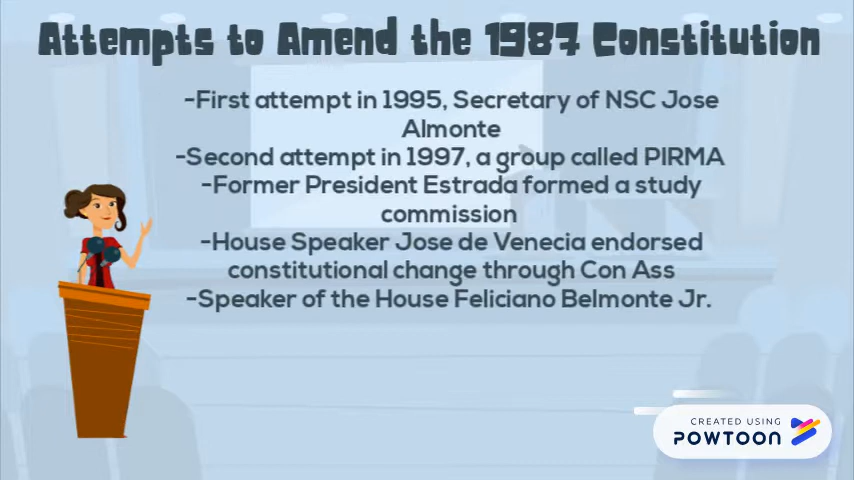 Attempts to Amend the 1987 Constitution
-First attempt in 1995, Secretary of NSC Jose
Almonte
-Second attempt in 1997, a group called PIRMA
-Former President Estrada formed a study
commission
-House Speaker Jose de Venecia endorsed
constitutional change through Con Ass
-Speaker of the House Feliciano Belmonte Jr.
CREATED USING
POWTOON